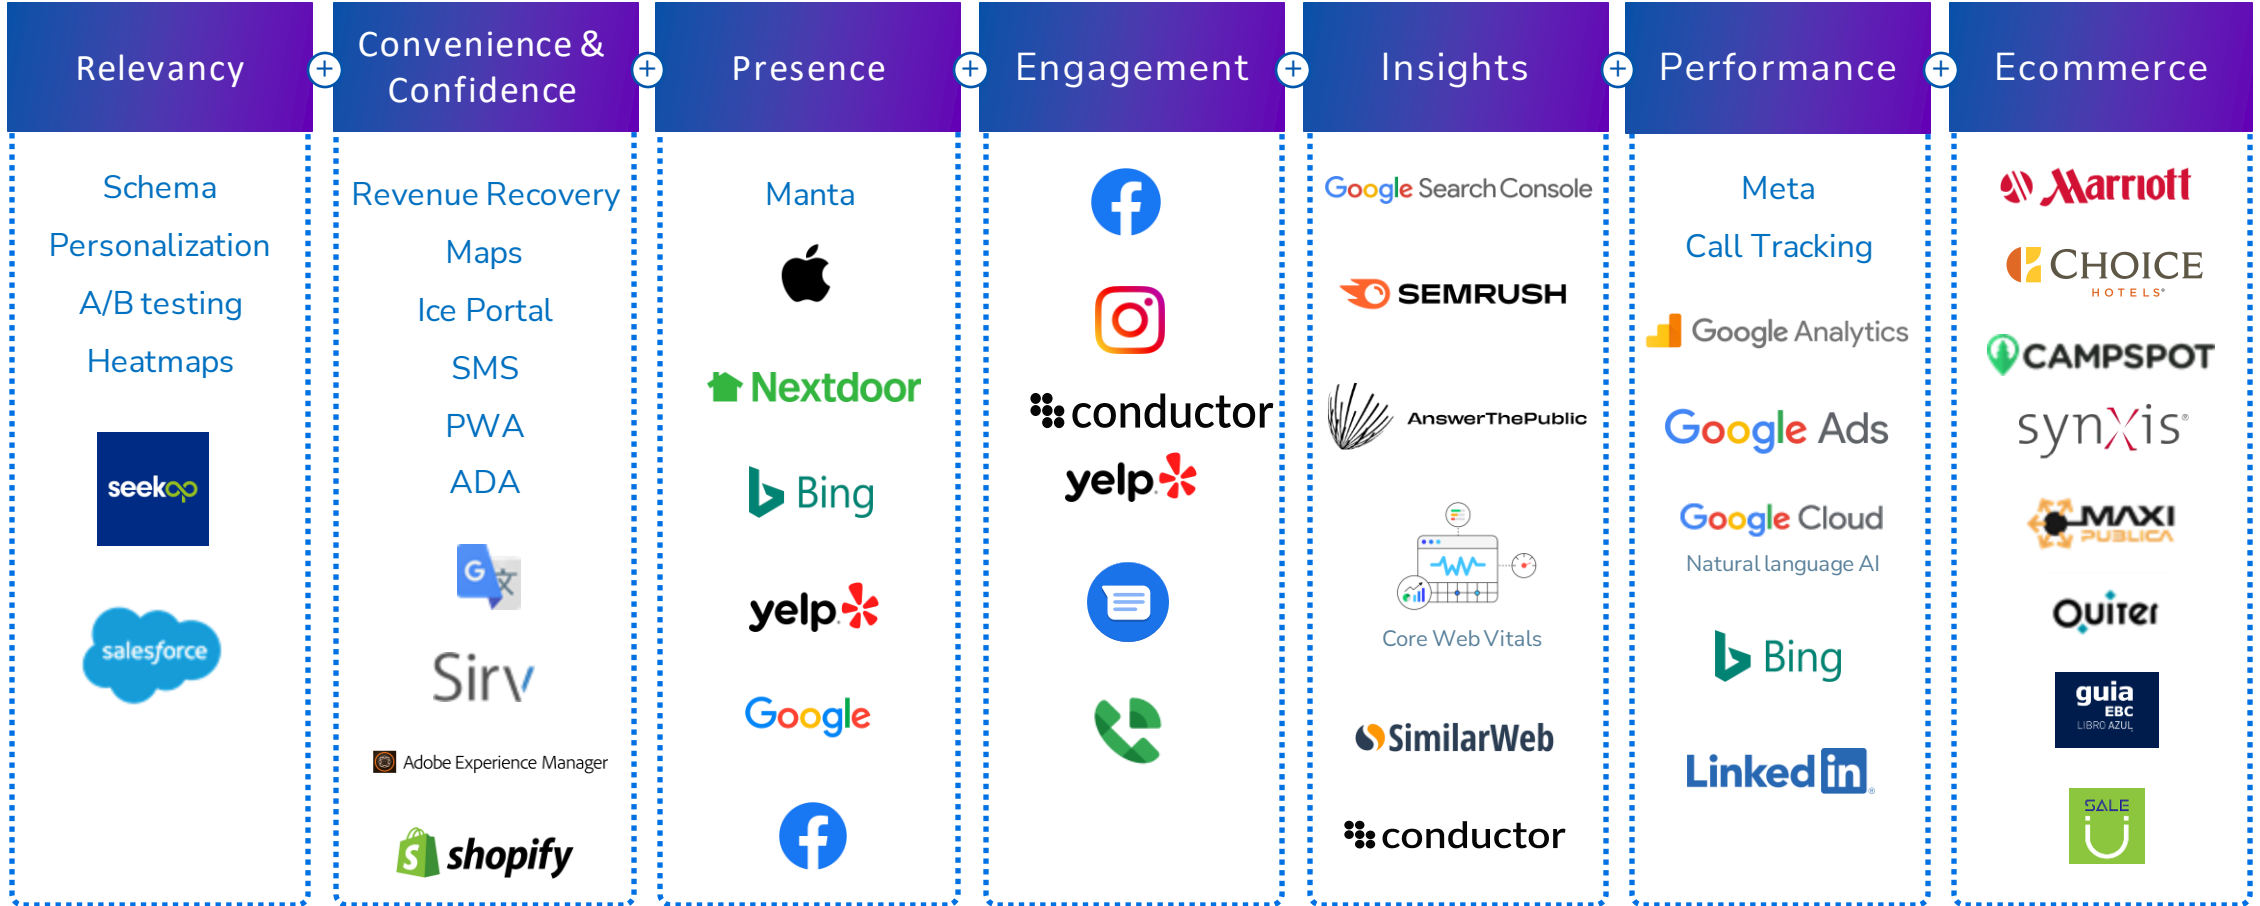 Relevancy
Schema
Personalization
A/B testing
Heatmaps
seekop
salesforce
Convenience &
Confidence
Revenue Recovery
Maps
Ice Portal
SMS
PWA
ADA
G 文
Sirv
Adobe Experience Manager
shopify
Presence
Manta
Nextdoor
Bing
yelp
Google
Engagement
conductor
yelp
Insights
Google Search Console
SEMRUSH
AnswerThePublic
Core Web Vitals
SimilarWeb
conductor
Performance
Meta
Call Tracking
Google Analytics
Google Ads
Google Cloud
Natural language AI
Bing
LinkedIn®
Ecommerce
Marriott
CHOICE
HOTELS®
CAMPSPOT
synxis®
MAXI
PUBLICA
Quiter
guia
EBC
LIBRO AZUL
SALE
U